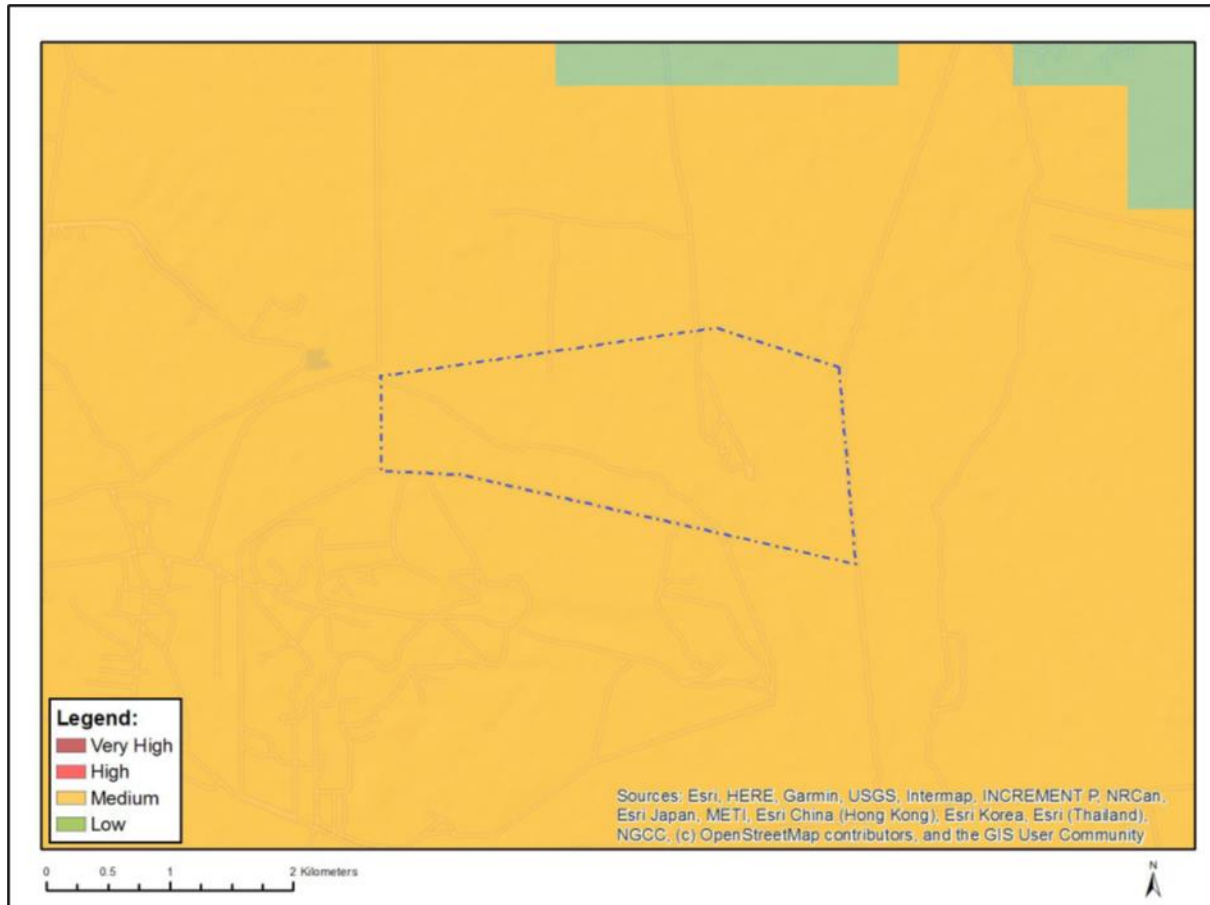 Legend:
Very High
High
Medium
Low
Sources: Esri, HERE, Garmin, USGS, Intermap, INCREMENT P, NRCan,
Esri Japan, METI, Esri China (Hong Kong), Esri Korea, Esri (Thailand),
NGCC, (c) OpenStreetMap contributors, and the GIS User Community
0 0.5 1 2 Kilometers
N